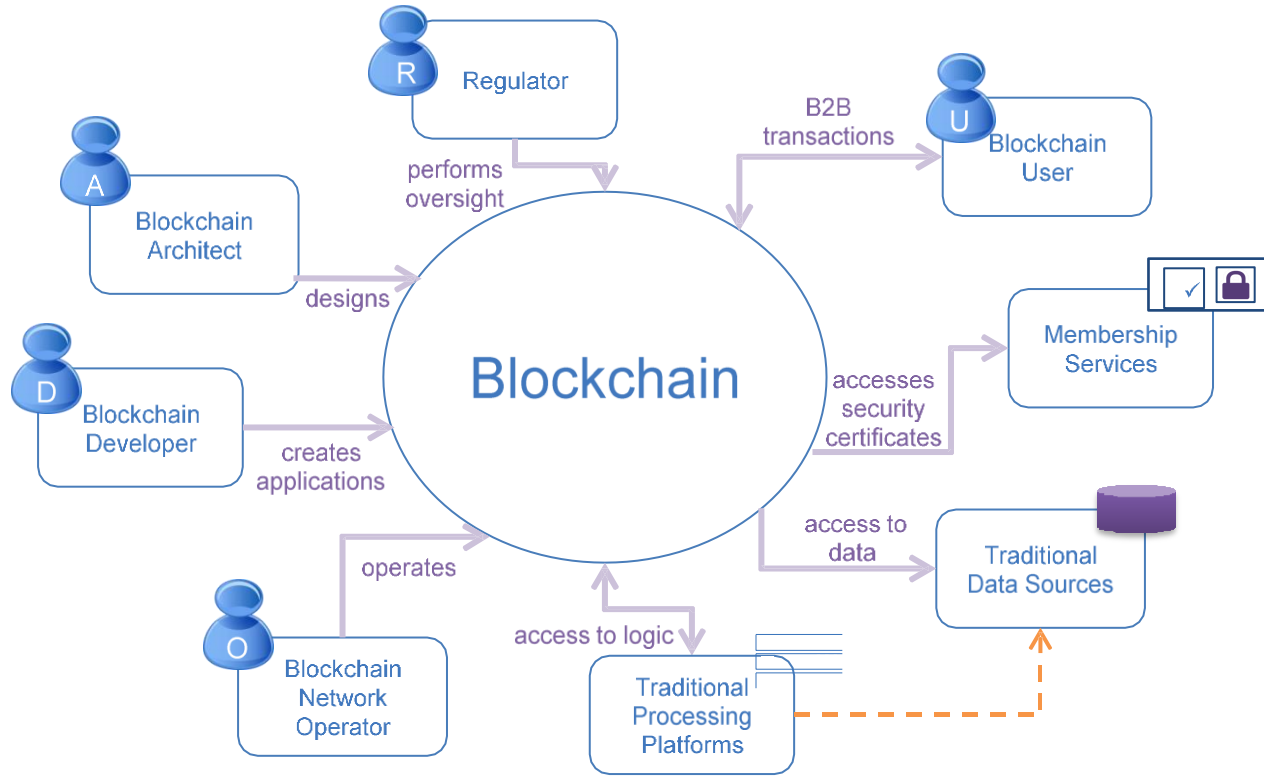 R
Regulator
performs
oversight
B2B
transactions
U
Blockchain
User
A
Blockchain
Architect
designs
Membership
Services
D
Blockchain
Developer
creates
applications
Blockchain
accesses
security
certificates
access to
data
Traditional
Data Sources
operates
O
Blockchain
Network
Operator
access to logic
Traditional
Processing
Platforms